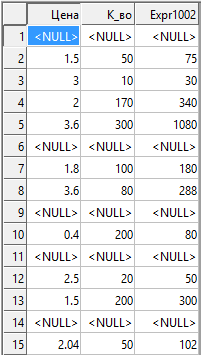 Цена К_во Expr1002
1 <NULL> <NULL> <NULL>
2 1.5 50 75
3 3 10 30
4 2 170 340
5 3.6 300 1080
6 <NULL> <NULL> <NULL>
7 1.8 100 180
8 3.6 80 288
9 <NULL> <NULL> <NULL>
10 0.4 200 80
11 <NULL> <NULL> <NULL>
12 2.5 20 50
13 1.5 200 300
14 <NULL> <NULL> <NULL>
15 2.04 50 102